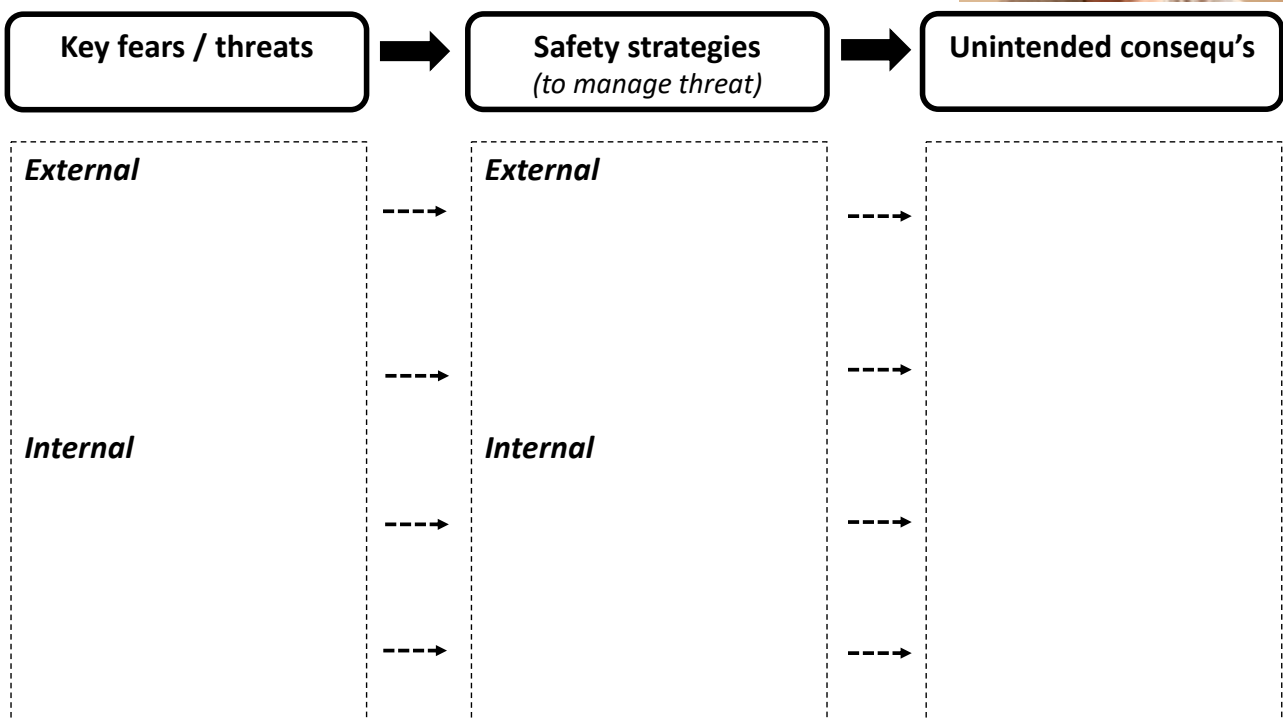 Key fears / threats
Safety strategies
(to manage threat)
Unintended consequ's
External
External
Internal
Internal